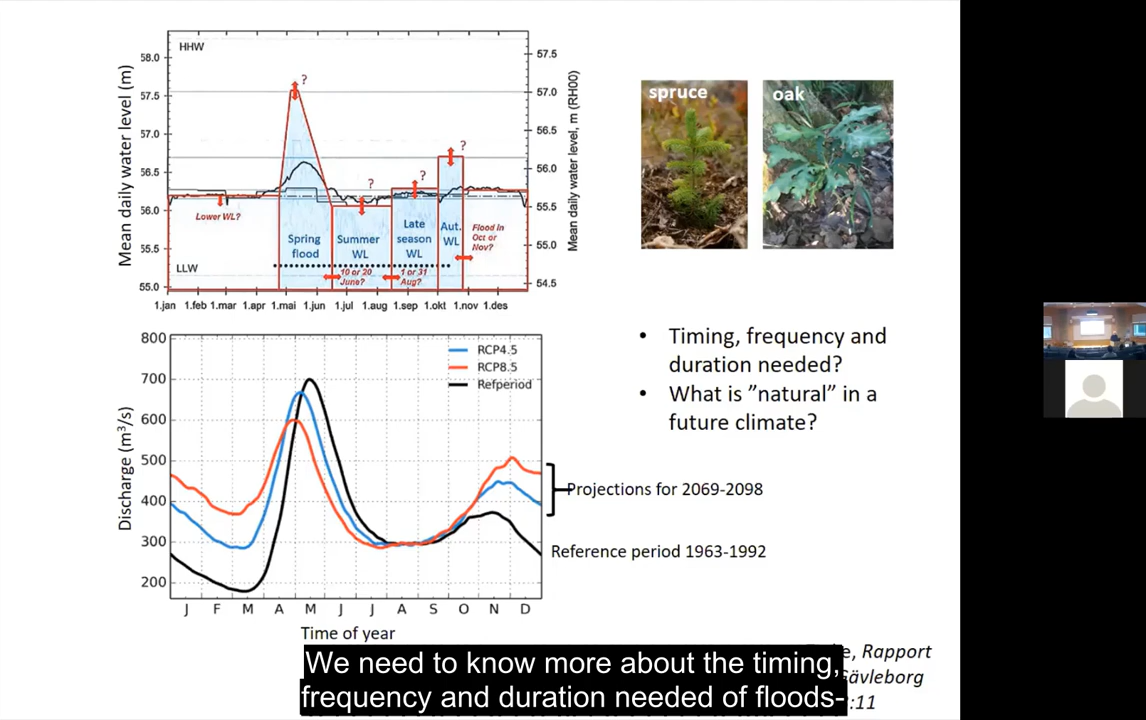 HHW
58.0
57.5
57.0
56.5
56.0
55.5
55.0
Mean daily water level (m)
57.5
57.0
56.5
56.0
55.5
55.0
54.5
Mean daily water level, m (RH00)
?
?
?
?
Lower WL?
Spring
flood
Summer
WL
Late
season
WL
Aut.
WL
Flood in
Oct or
Nov?
LLW
10 or 20
June?
1 or 31
Aug?
1.jan 1.feb 1.mar 1.apr 1.maj 1.jun 1.jul 1.aug 1.sep 1.okt 1.nov 1.des
spruce
oak
800
700
600
500
400
300
200
Discharge (m³/s)
RCP4.5
RCP8.5
Refperiod
J F M A M J J A S O N D
Time of year
• Timing, frequency and
duration needed?
• What is ”natural” in a
future climate?
Projections for 2069-2098
Reference period 1963-1992
Rapport
Gävleborg
:11
We need to know more about the timing,
frequency and duration needed of floods-